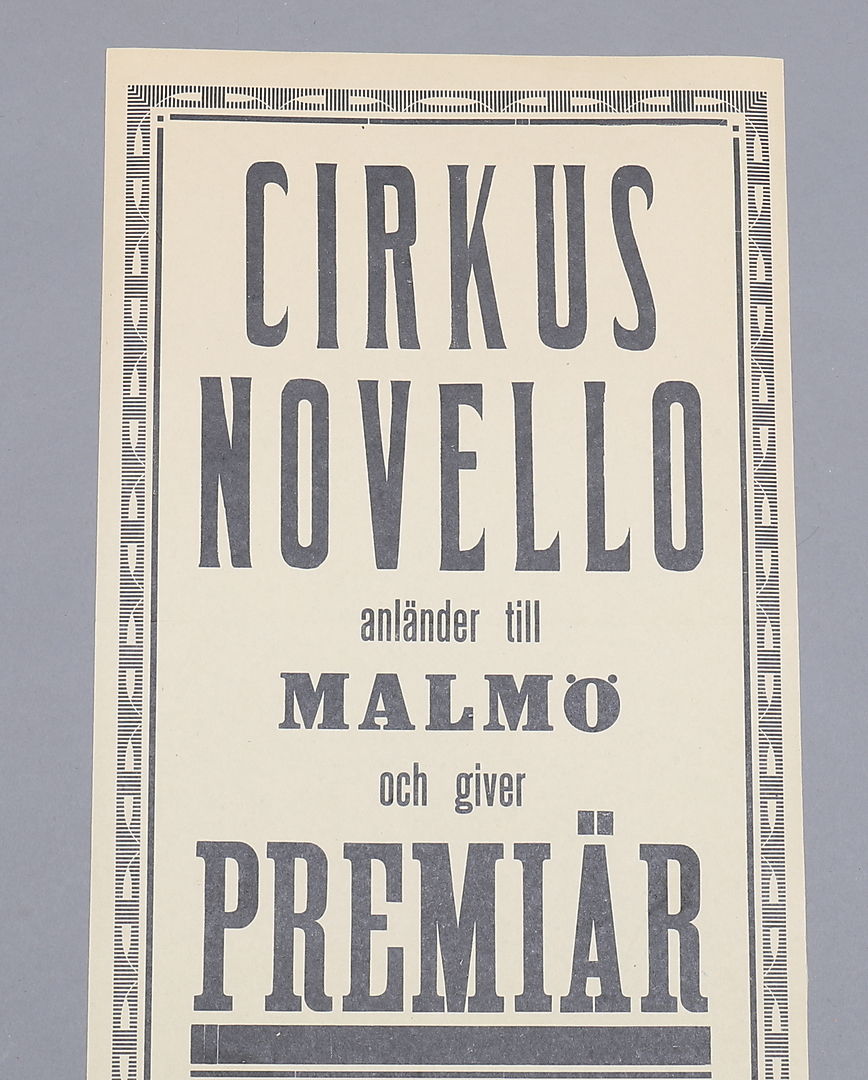 CIRKUS
NOVELLO
anländer till
MALMÖ
och giver
PREMIÄR